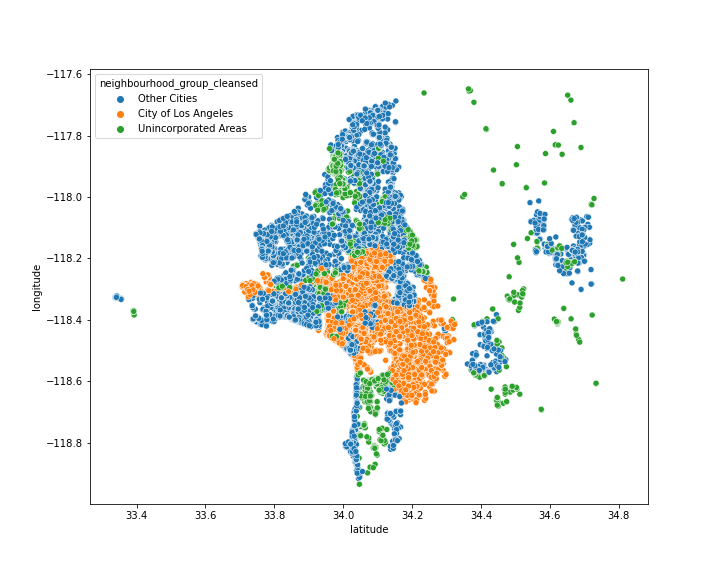 neighbourhood_group_cleansed
Other Cities
City of Los Angeles
Unincorporated Areas
−117.6
−117.8
−118.0
−118.2
−118.4
−118.6
−118.8
longitude
33.4 33.6 33.8 34.0 34.2 34.4 34.6 34.8
latitude